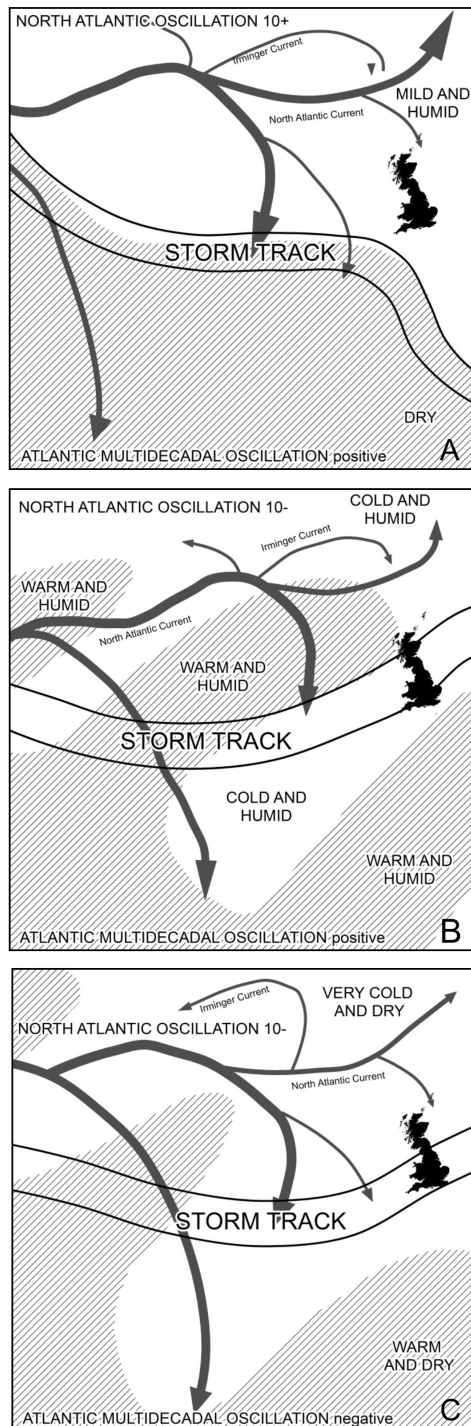 NORTH ATLANTIC OSCILLATION 10+
Irminger Current
MILD AND
HUMID
North Atlantic Current
STORM TRACK
DRY
A
ATLANTIC MULTIDECADAL OSCILLATION positive
NORTH ATLANTIC OSCILLATION 10-
COLD AND
HUMID
Irminger Current
WARM AND
HUMID
North Atlantic Current
WARM AND
HUMID
STORM TRACK
COLD AND
HUMID
WARM AND
HUMID
B
ATLANTIC MULTIDECADAL OSCILLATION positive
Irminger Current
VERY COLD
AND DRY
NORTH ATLANTIC OSCILLATION 10-
North Atlantic Current
STORM TRACK
WARM
AND DRY
C
ATLANTIC MULTIDECADAL OSCILLATION negative